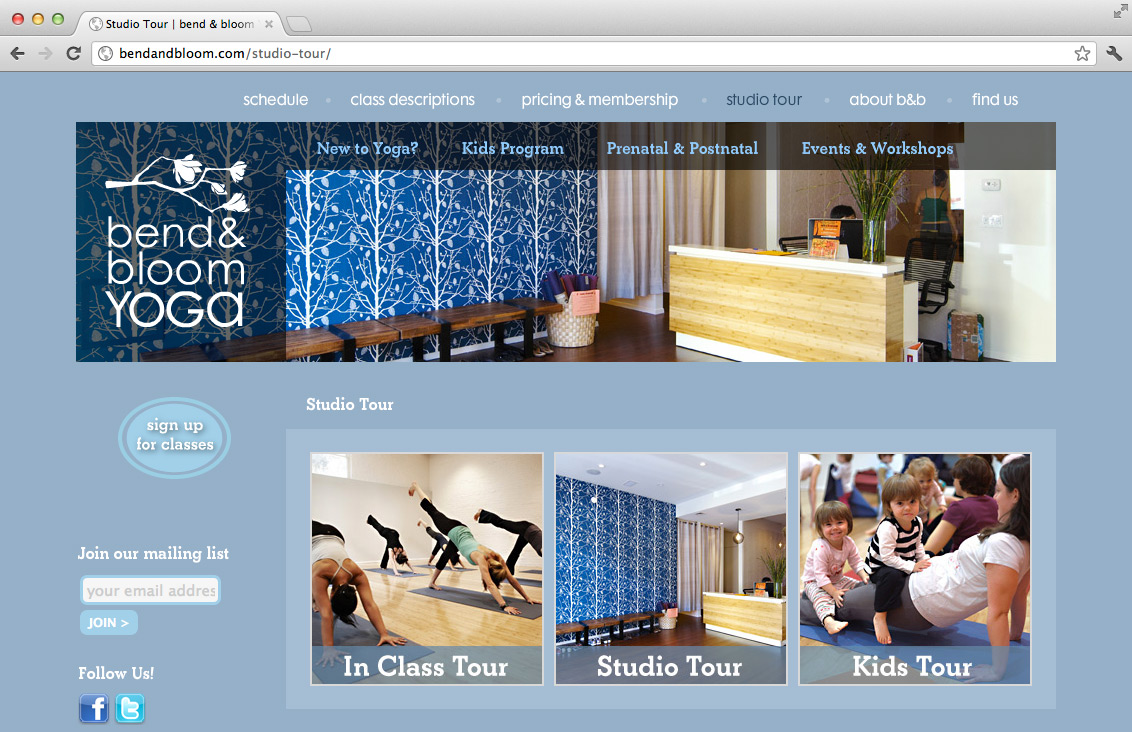 Studio Tour | bend & bloom
bendandbloom.com/studio-tour/
schedule • class descriptions • pricing & membership • studio tour • about b&b • find us
New to Yoga? Kids Program Prenatal & Postnatal Events & Workshops
bend&
bloom
YOGa
Studio Tour
sign up
for classes
In Class Tour Studio Tour Kids Tour
Join our mailing list
your email addres
JOIN >
Follow Us!
f t